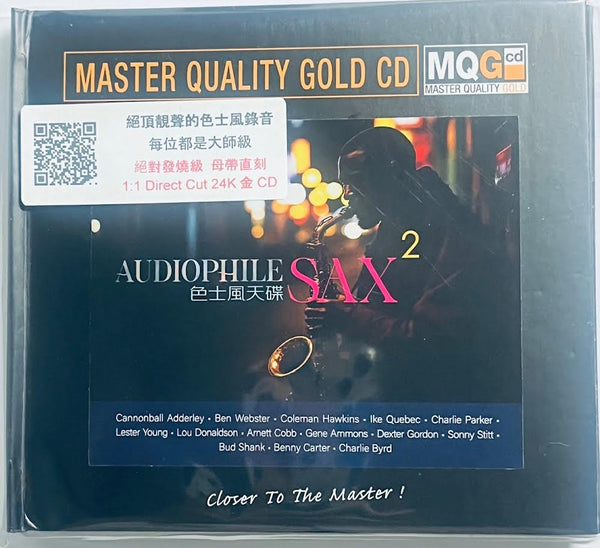 MASTER QUALITY GOLD CD
MQGcd
MASTER QUALITY GOLD
絕頂靚聲的色士風錄音
每位都是大師級
絕對發燒級 母帶直刻
1:1 Direct Cut 24K 金 CD
AUDIOPHILE SAX 2
色士風天碟
Cannonball Adderley • Ben Webster • Coleman Hawkins • Ike Quebec • Charlie Parker •
Lester Young • Lou Donaldson • Arnett Cobb • Gene Ammons • Dexter Gordon • Sonny Stitt •
Bud Shank • Benny Carter • Charlie Byrd
Closer To The Master !